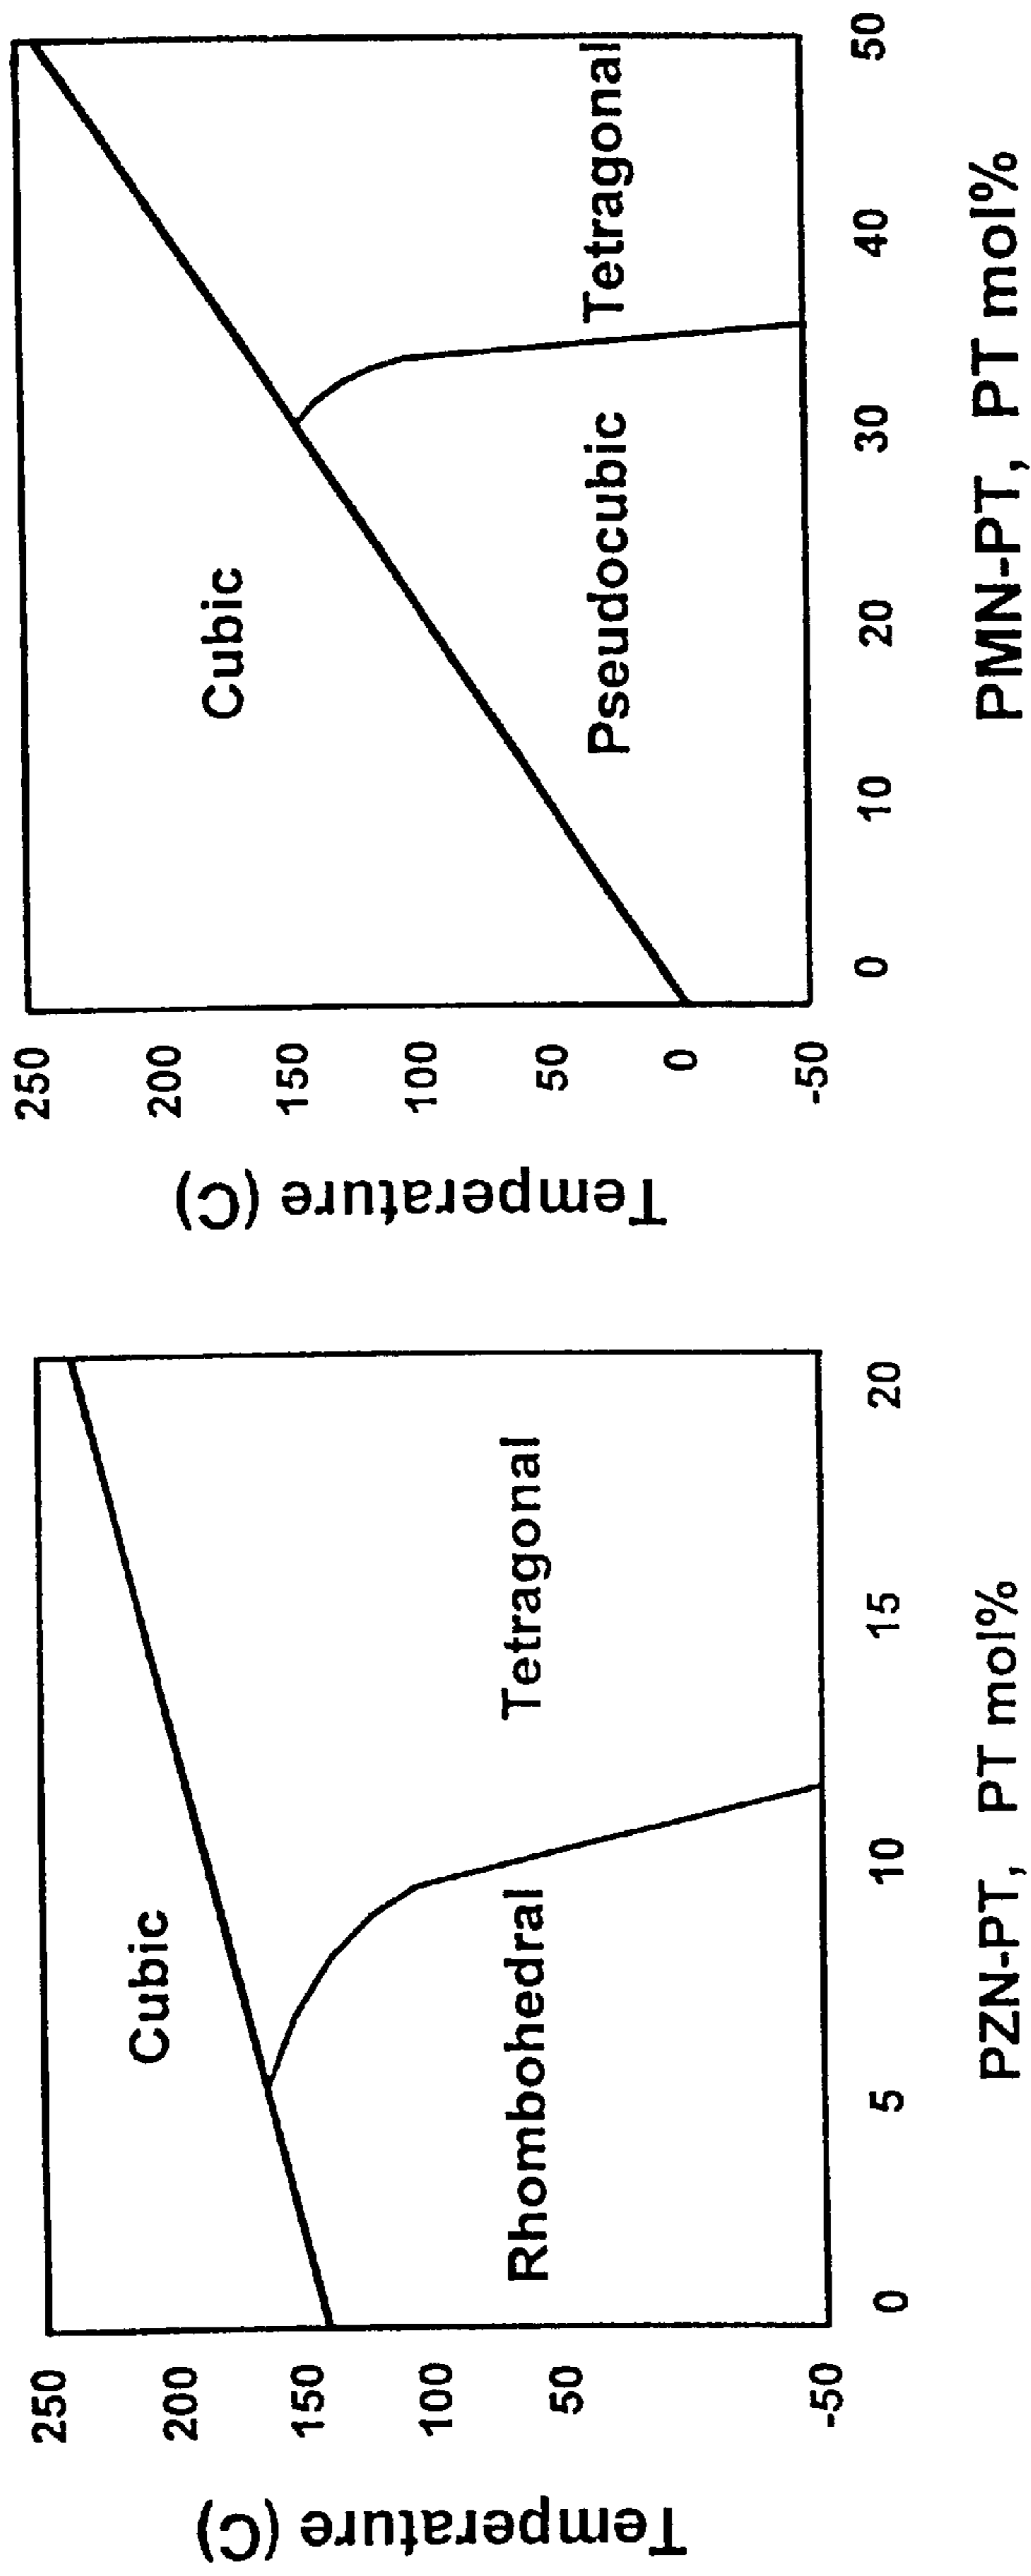 Temperature (C)
250
200
150
100
50
-50
Cubic
Rhombohedral
Tetragonal
0
5
10
15
20
PZN-PT, PT mol%
Temperature (C)
250
200
150
100
50
0
-50
Cubic
Pseudocubic
Tetragonal
0
10
20
30
40
50
PMN-PT, PT mol%